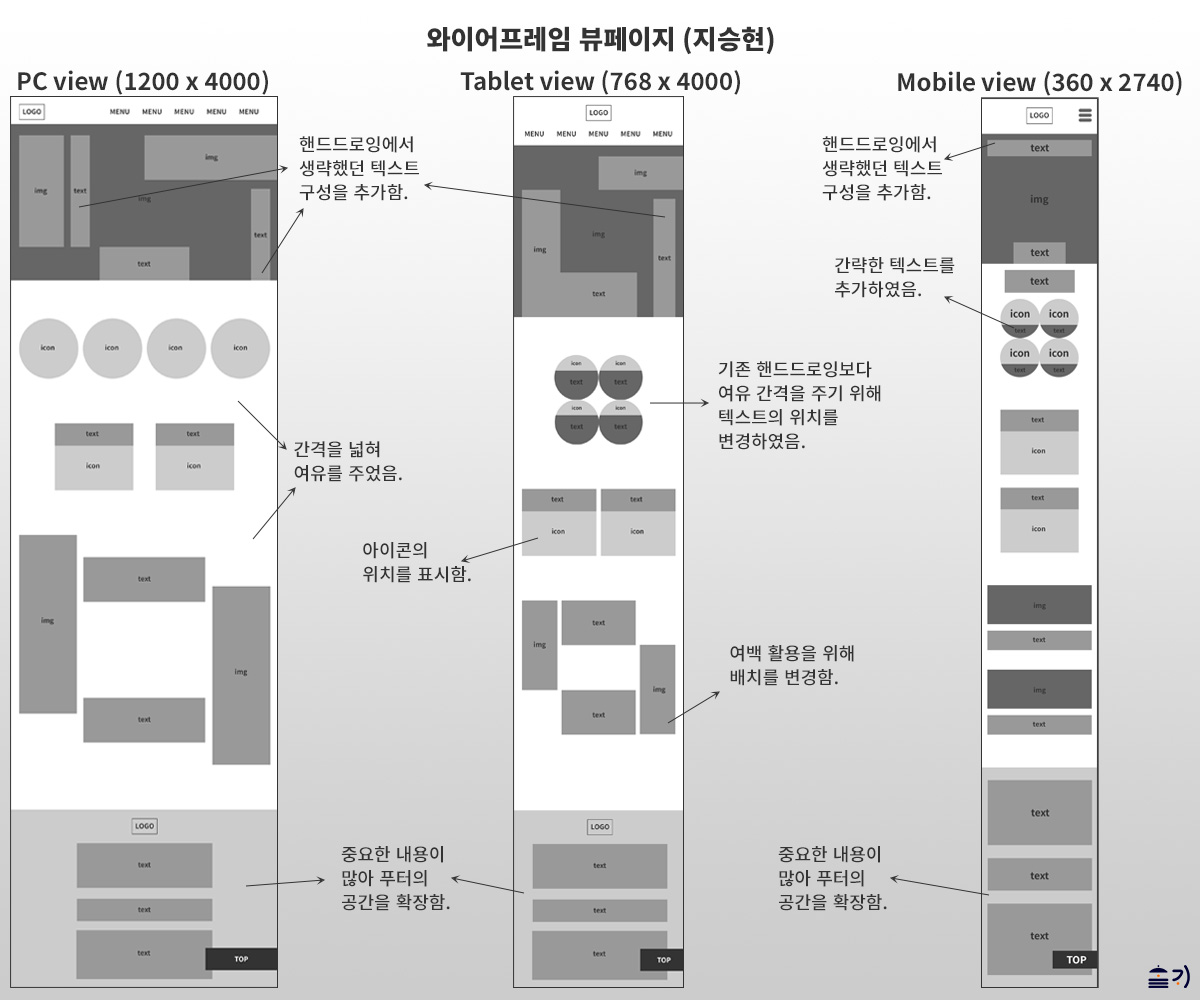 와이어프레임 뷰페이지 (지승현)
PC view (1200 x 4000)
LOGO
MENU MENU MENU MENU MENU
img
text
img
img
text
text
icon icon icon icon
text text
icon icon
img
text
img
text
LOGO
text
text
text
TOP
핸드드로잉에서
생략했던 텍스트
구성을 추가함.
간격을 넓혀
여유를 주었음.
아이콘의
위치를 표시함.
중요한 내용이
많아 푸터의
공간을 확장함.
Tablet view (768 x 4000)
LOGO
MENU MENU MENU MENU MENU
img
img
img
text
text
icon icon
text text
icon icon
text text
text text
icon icon
img
text
img
text
LOGO
text
text
text
TOP
기존 핸드드로잉보다
여유 간격을 주기 위해
텍스트의 위치를
변경하였음.
여백 활용을 위해
배치를 변경함.
Mobile view (360 x 2740)
핸드드로잉에서
생략했던 텍스트
구성을 추가함.
간략한 텍스트를
추가하였음.
중요한 내용이
많아 푸터의
공간을 확장함.
LOGO
text
img
text
text
icon icon
text text
icon icon
text text
text
icon
text
icon
img
text
img
text
text
text
text
TOP